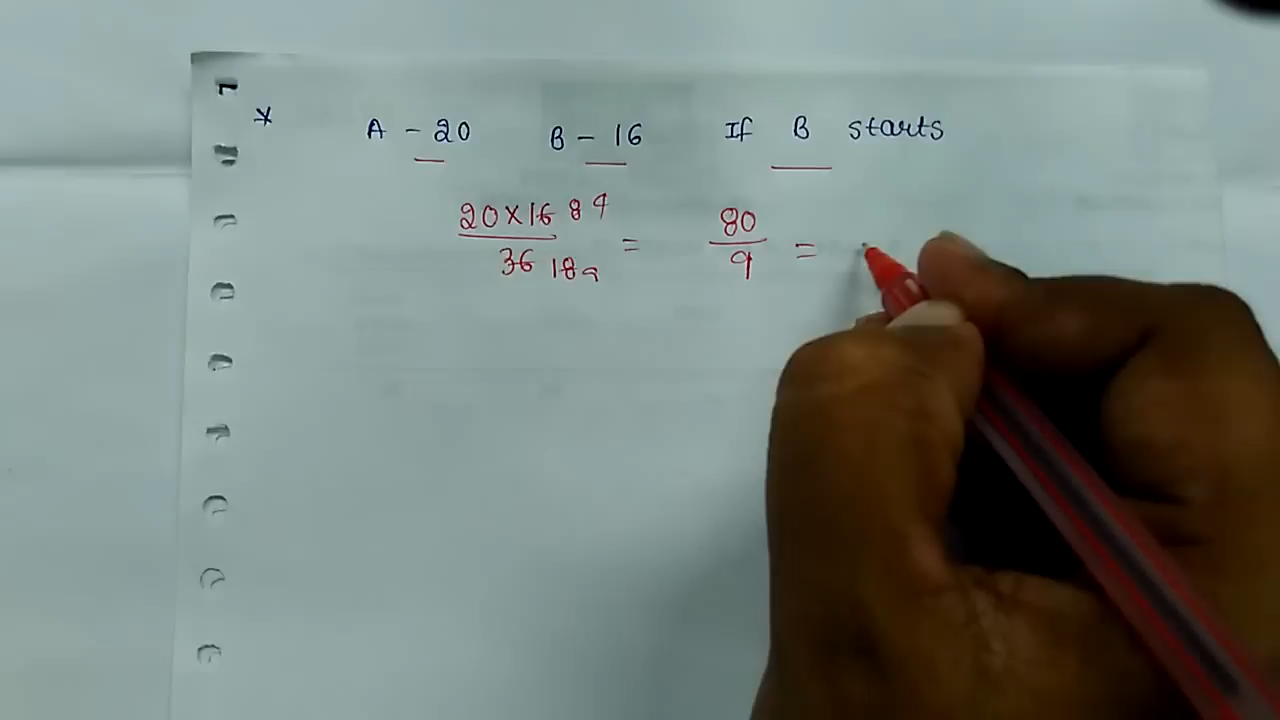 * A - 20 B - 16 If B starts
20 X 16 8 4 80
= =
36 18 9 9